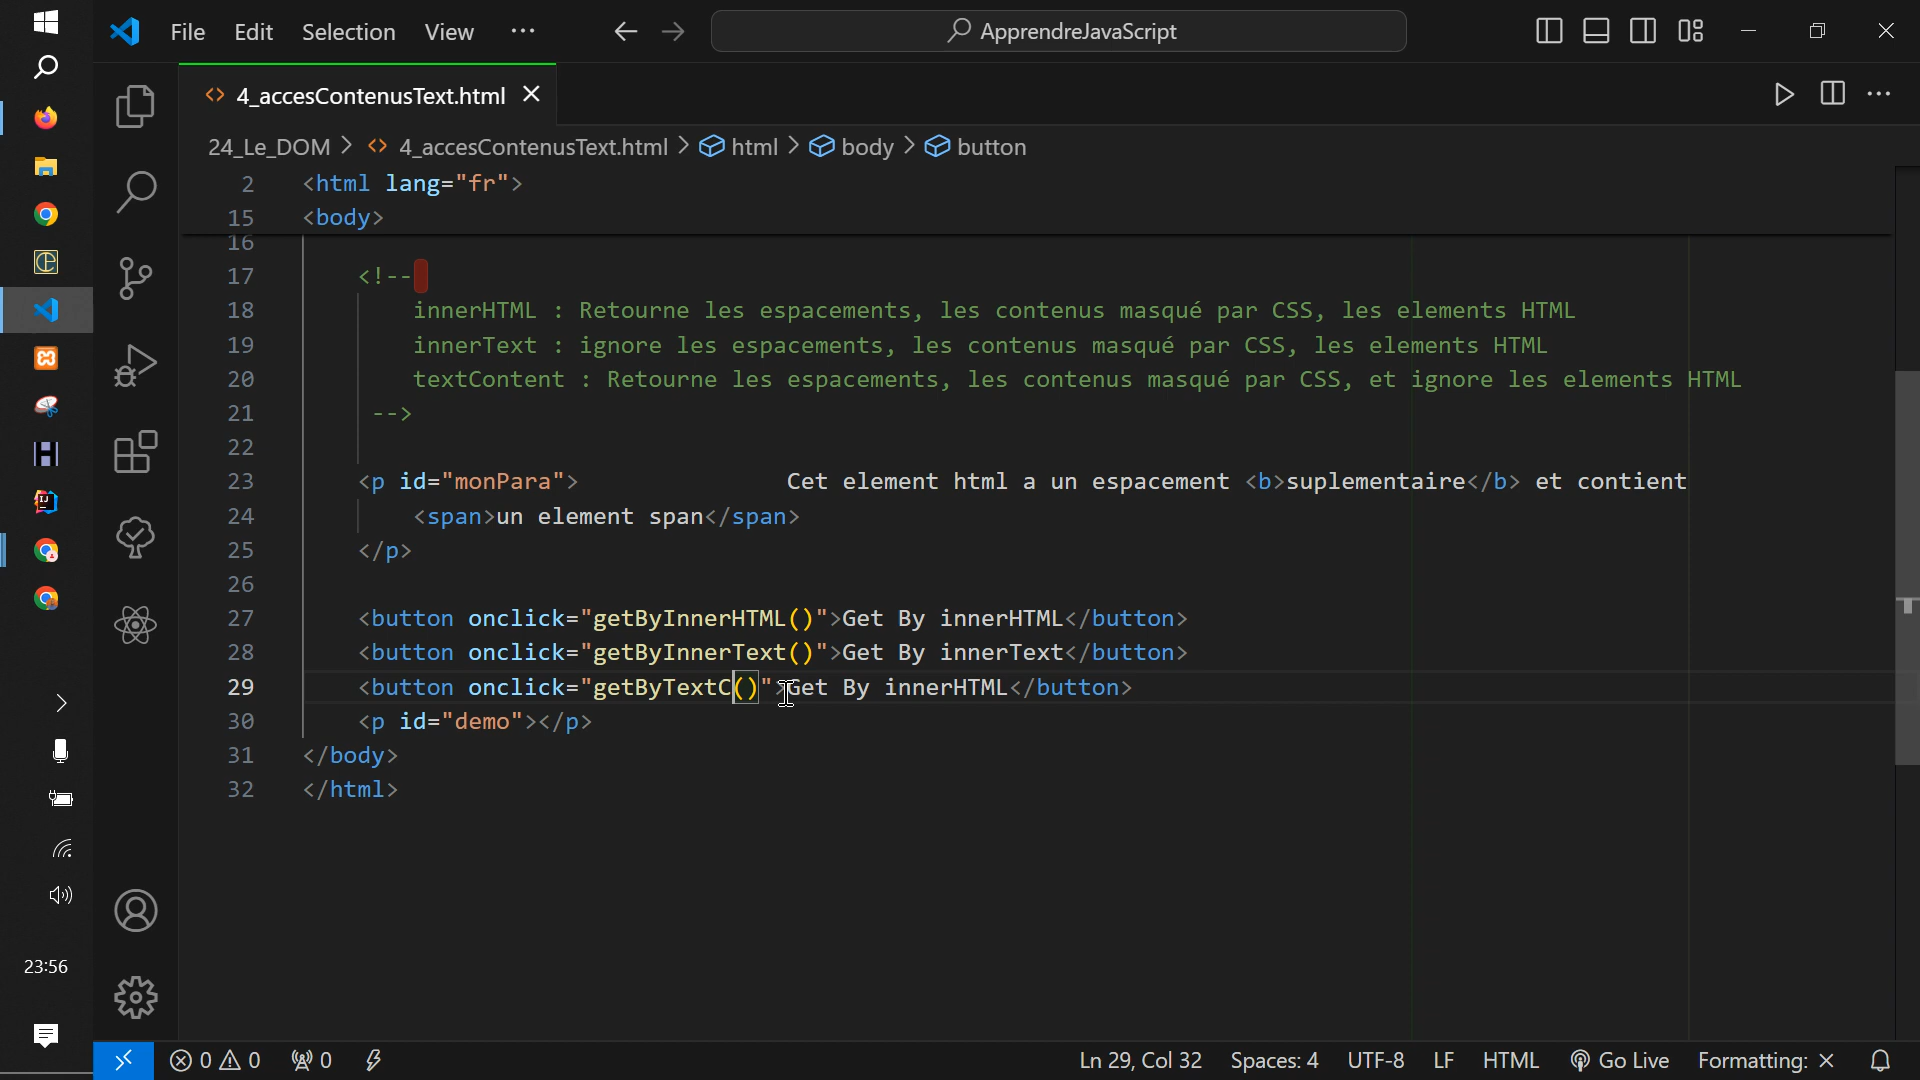 File Edit Selection View ApprendreJavaScript
4_accesContenusText.html
24_Le_DOM > 4_accesContenusText.html > html > body > button
2 <html lang="fr">
15 <body>
16
17 <!--
18 innerHTML : Retourne les espacements, les contenus masqué par CSS, les elements HTML
19 innerText : ignore les espacements, les contenus masqué par CSS, les elements HTML
20 textContent : Retourne les espacements, les contenus masqué par CSS, et ignore les elements HTML
21 -->
22
23 <p id="monPara"> Cet element html a un espacement <b>suplementaire</b> et contient
24 <span>un element span</span>
25 </p>
26
27 <button onclick="getByInnerHTML()">Get By innerHTML</button>
28 <button onclick="getByInnerText()">Get By innerText</button>
29 <button onclick="getByTextC()">Get By innerHTML</button>
30 <p id="demo"></p>
31 </body>
32 </html>
23:56
0 0 0 Ln 29, Col 32 Spaces: 4 UTF-8 LF HTML Go Live Formatting: ×